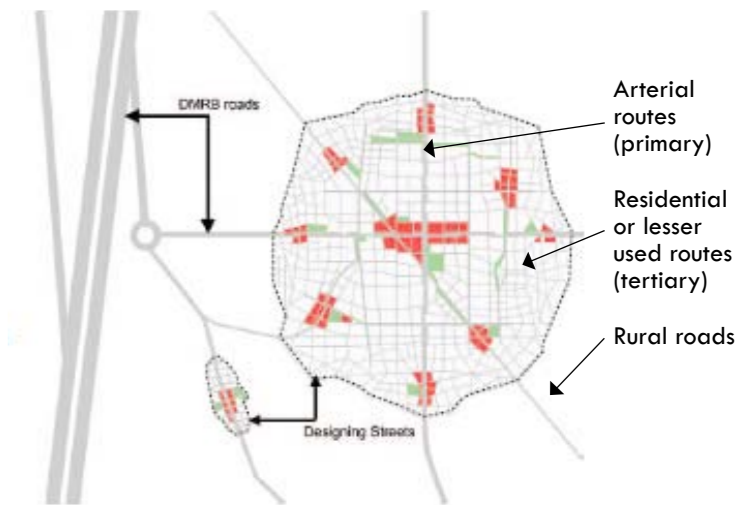 DMRB roads
Arterial
routes
(primary)
Residential
or lesser
used routes
(tertiary)
Rural roads
Designing Streets